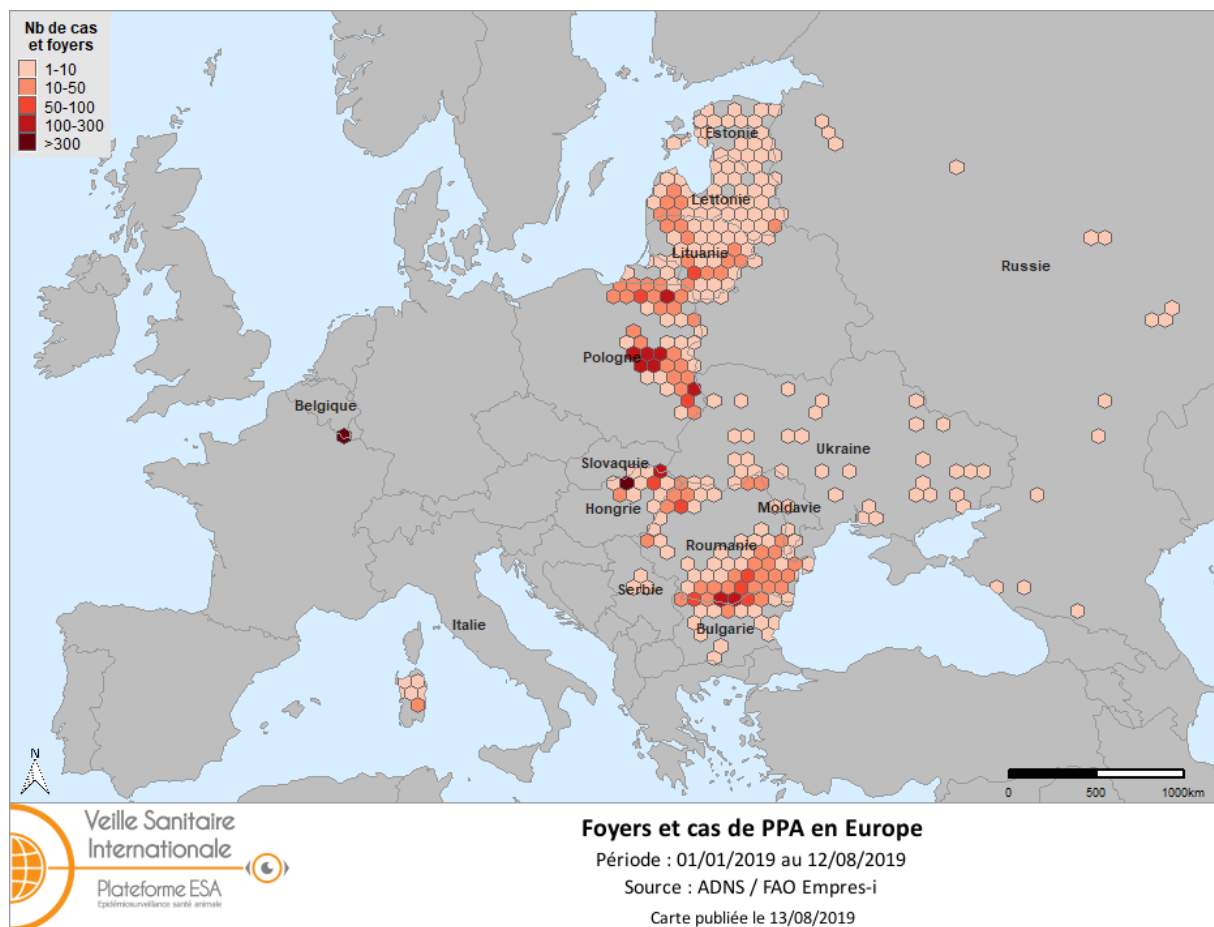 Nb de cas
et foyers
1-10
10-50
50-100
100-300
>300
Estonie
Lettonie
Lituanie
Russie
Pologne
Belgique
Ukraine
Slovaquie
Hongrie
Moldavie
Roumanie
Serbie
Italie
Bulgarie
N
0 500 1000km
Veille Sanitaire
Internationale
Plateforme ESA
Epidémiosurveillance santé animale
Foyers et cas de PPA en Europe
Période : 01/01/2019 au 12/08/2019
Source : ADNS / FAO Empres-i
Carte publiée le 13/08/2019